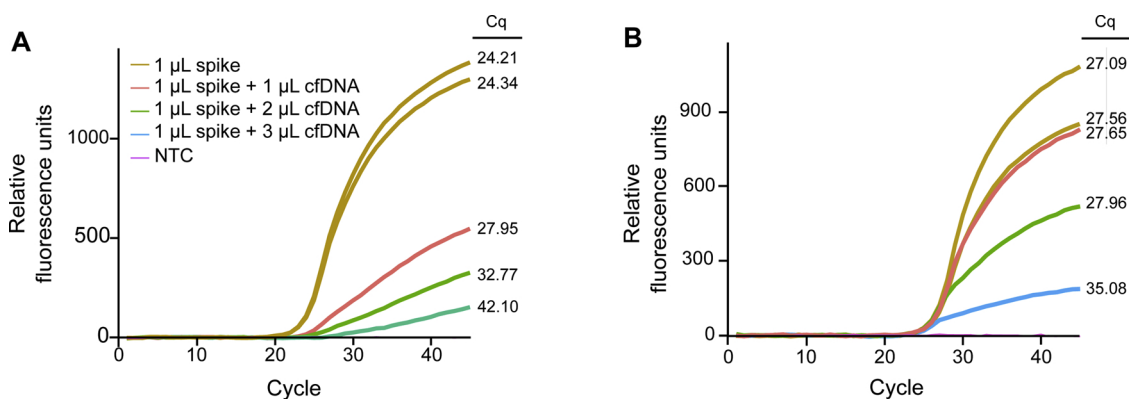 A
Cq
24.21
24.34
1 µL spike
1 µL spike + 1 µL cfDNA
1 µL spike + 2 µL cfDNA
1 µL spike + 3 µL cfDNA
NTC
Relative
fluorescence units
1000
500
0
27.95
32.77
42.10
0
10
20
30
40
Cycle
B
Cq
27.09
27.56
27.65
27.96
35.08
Relative
fluorescence units
900
600
300
0
0
10
20
30
40
Cycle